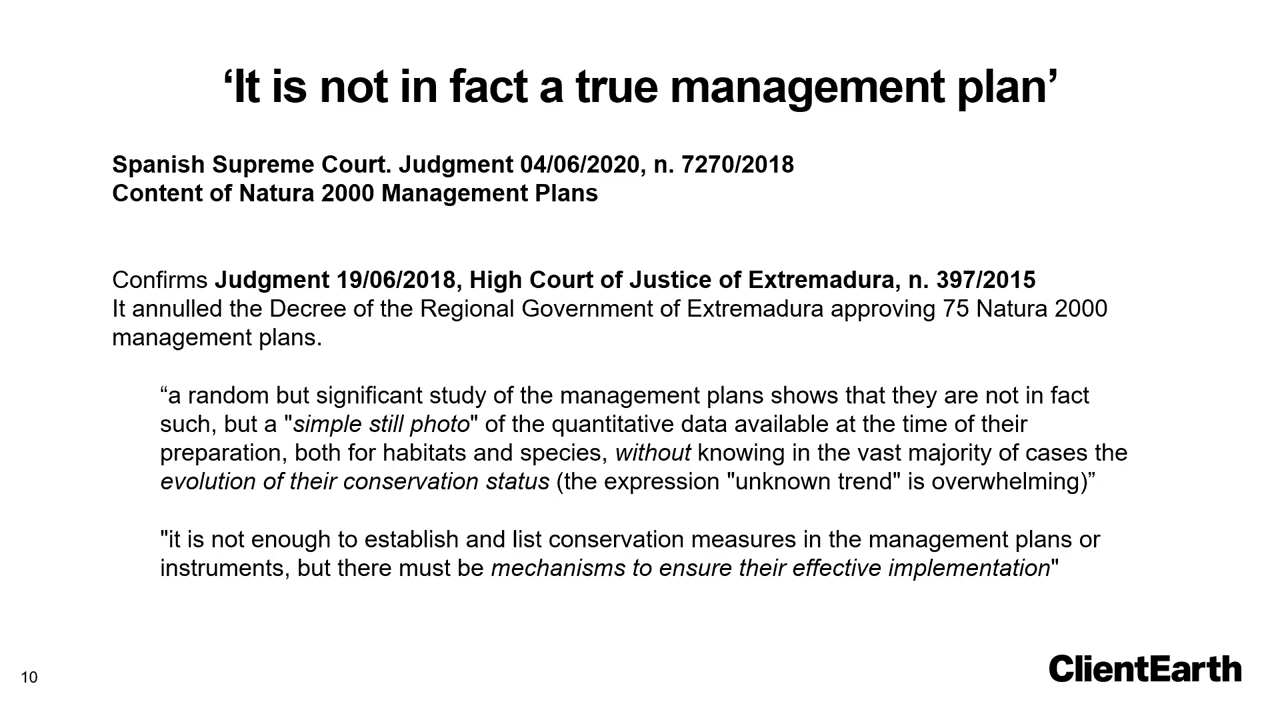 ‘It is not in fact a true management plan’
Spanish Supreme Court. Judgment 04/06/2020, n. 7270/2018
Content of Natura 2000 Management Plans
Confirms Judgment 19/06/2018, High Court of Justice of Extremadura, n. 397/2015
It annulled the Decree of the Regional Government of Extremadura approving 75 Natura 2000
management plans.
“a random but significant study of the management plans shows that they are not in fact
such, but a "simple still photo" of the quantitative data available at the time of their
preparation, both for habitats and species, without knowing in the vast majority of cases the
evolution of their conservation status (the expression "unknown trend" is overwhelming)”
"it is not enough to establish and list conservation measures in the management plans or
instruments, but there must be mechanisms to ensure their effective implementation"
10
ClientEarth